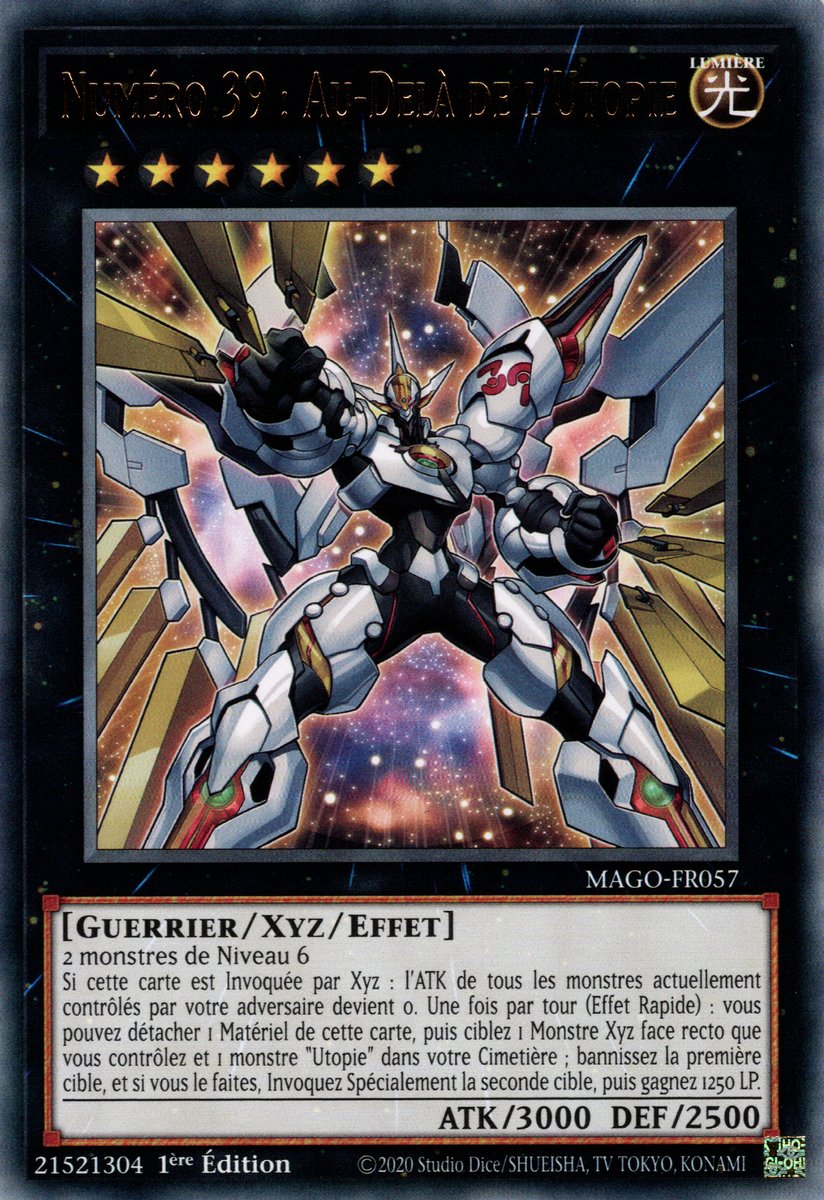 Numéro 39 : Au-Delà de l'Utopie
LUMIÈRE
光
39
MAGO-FR057
[Guerrier/Xyz/Effet]
2 monstres de Niveau 6
Si cette carte est Invoquée par Xyz : l'ATK de tous les monstres actuellement
contrôlés par votre adversaire devient 0. Une fois par tour (Effet Rapide) : vous
pouvez détacher 1 Matériel de cette carte, puis ciblez 1 Monstre Xyz face recto que
vous contrôlez et 1 monstre "Utopie" dans votre Cimetière ; bannissez la première
cible, et si vous le faites, Invoquez Spécialement la seconde cible, puis gagnez 1250 LP.
ATK/3000 DEF/2500
21521304 1ère Édition
©2020 Studio Dice/SHUEISHA, TV TOKYO, KONAMI